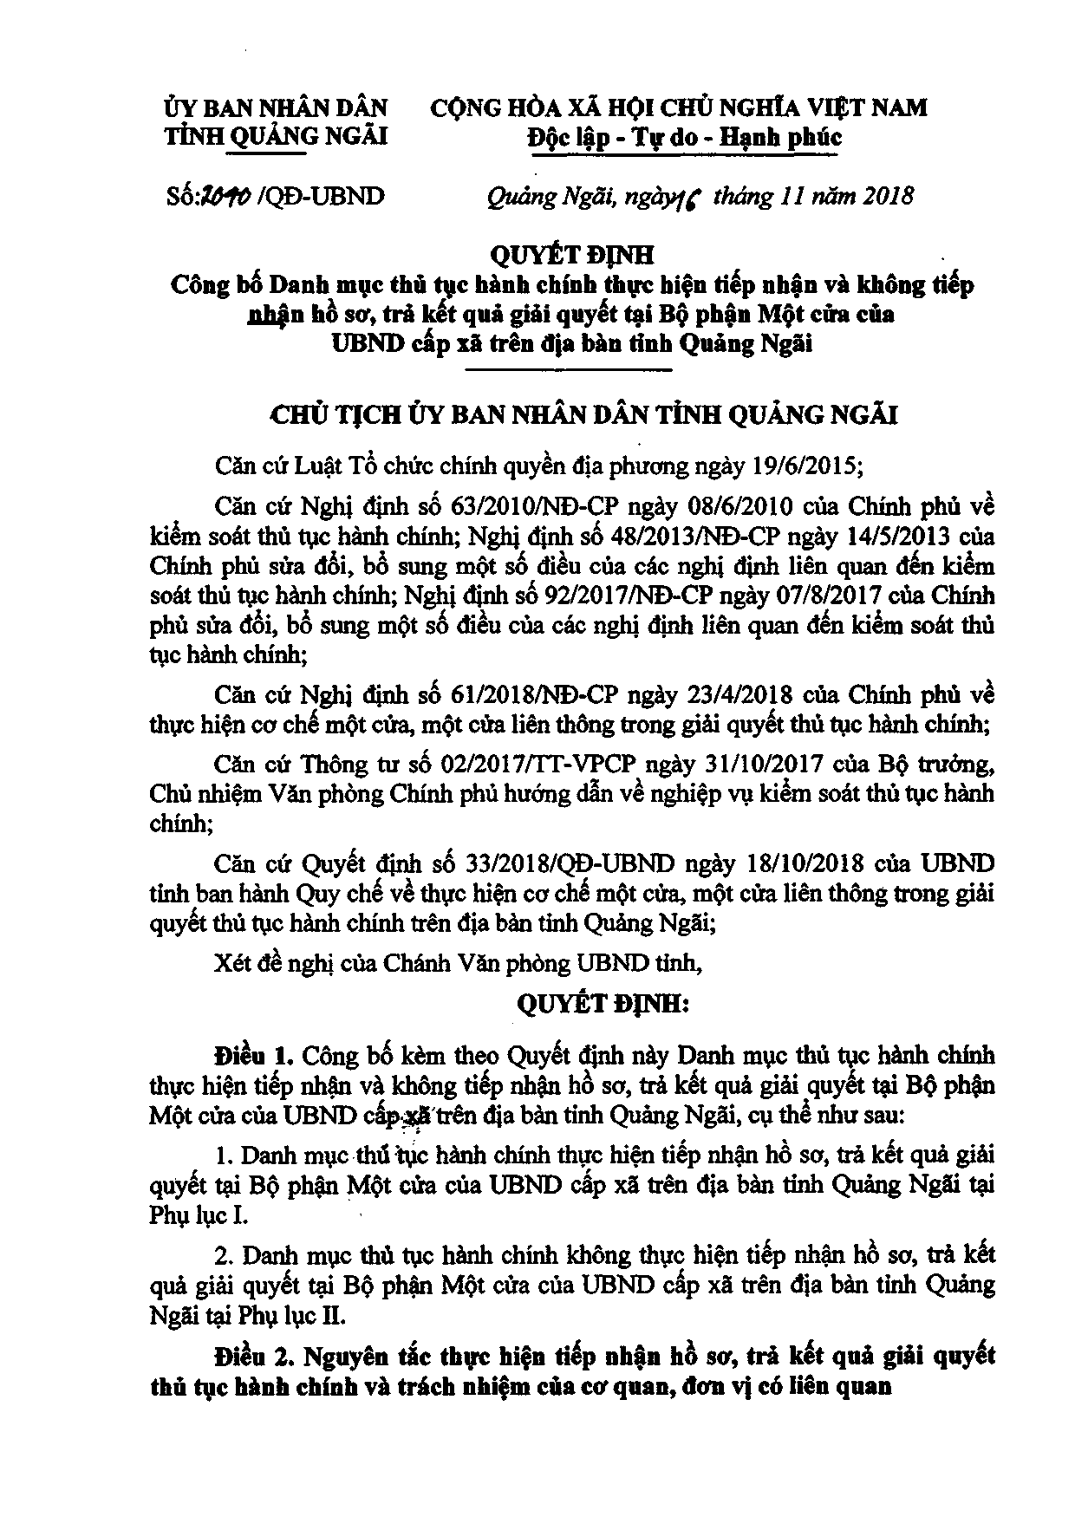 ỦY BAN NHÂN DÂN
TỈNH QUẢNG NGÃI
CỘNG HÒA XÃ HỘI CHỦ NGHĨA VIỆT NAM
Độc lập - Tự do - Hạnh phúc
Số: /QĐ-UBND
Quảng Ngãi, ngày tháng 11 năm 2018
QUYẾT ĐỊNH
Công bố Danh mục thủ tục hành chính thực hiện tiếp nhận và không tiếp
nhận hồ sơ, trả kết quả giải quyết tại Bộ phận Một cửa của
UBND cấp xã trên địa bàn tỉnh Quảng Ngãi
CHỦ TỊCH ỦY BAN NHÂN DÂN TỈNH QUẢNG NGÃI
Căn cứ Luật Tổ chức chính quyền địa phương ngày 19/6/2015;
Căn cứ Nghị định số 63/2010/NĐ-CP ngày 08/6/2010 của Chính phủ về
kiểm soát thủ tục hành chính; Nghị định số 48/2013/NĐ-CP ngày 14/5/2013 của
Chính phủ sửa đổi, bổ sung một số điều của các nghị định liên quan đến kiểm
soát thủ tục hành chính; Nghị định số 92/2017/NĐ-CP ngày 07/8/2017 của Chính
phủ sửa đổi, bổ sung một số điều của các nghị định liên quan đến kiểm soát thủ
tục hành chính;
Căn cứ Nghị định số 61/2018/NĐ-CP ngày 23/4/2018 của Chính phủ về
thực hiện cơ chế một cửa, một cửa liên thông trong giải quyết thủ tục hành chính;
Căn cứ Thông tư số 02/2017/TT-VPCP ngày 31/10/2017 của Bộ trưởng,
Chủ nhiệm Văn phòng Chính phủ hướng dẫn về nghiệp vụ kiểm soát thủ tục hành
chính;
Căn cứ Quyết định số 33/2018/QĐ-UBND ngày 18/10/2018 của UBND
tỉnh ban hành Quy chế về thực hiện cơ chế một cửa, một cửa liên thông trong giải
quyết thủ tục hành chính trên địa bàn tỉnh Quảng Ngãi;
Xét đề nghị của Chánh Văn phòng UBND tỉnh,
QUYẾT ĐỊNH:
Điều 1. Công bố kèm theo Quyết định này Danh mục thủ tục hành chính
thực hiện tiếp nhận và không tiếp nhận hồ sơ, trả kết quả giải quyết tại Bộ phận
Một cửa của UBND cấp xã trên địa bàn tỉnh Quảng Ngãi, cụ thể như sau:
1. Danh mục thủ tục hành chính thực hiện tiếp nhận hồ sơ, trả kết quả giải
quyết tại Bộ phận Một cửa của UBND cấp xã trên địa bàn tỉnh Quảng Ngãi tại
Phụ lục I.
2. Danh mục thủ tục hành chính không thực hiện tiếp nhận hồ sơ, trả kết
quả giải quyết tại Bộ phận Một cửa của UBND cấp xã trên địa bàn tỉnh Quảng
Ngãi tại Phụ lục II.
Điều 2. Nguyên tắc thực hiện tiếp nhận hồ sơ, trả kết quả giải quyết
thủ tục hành chính và trách nhiệm của cơ quan, đơn vị có liên quan